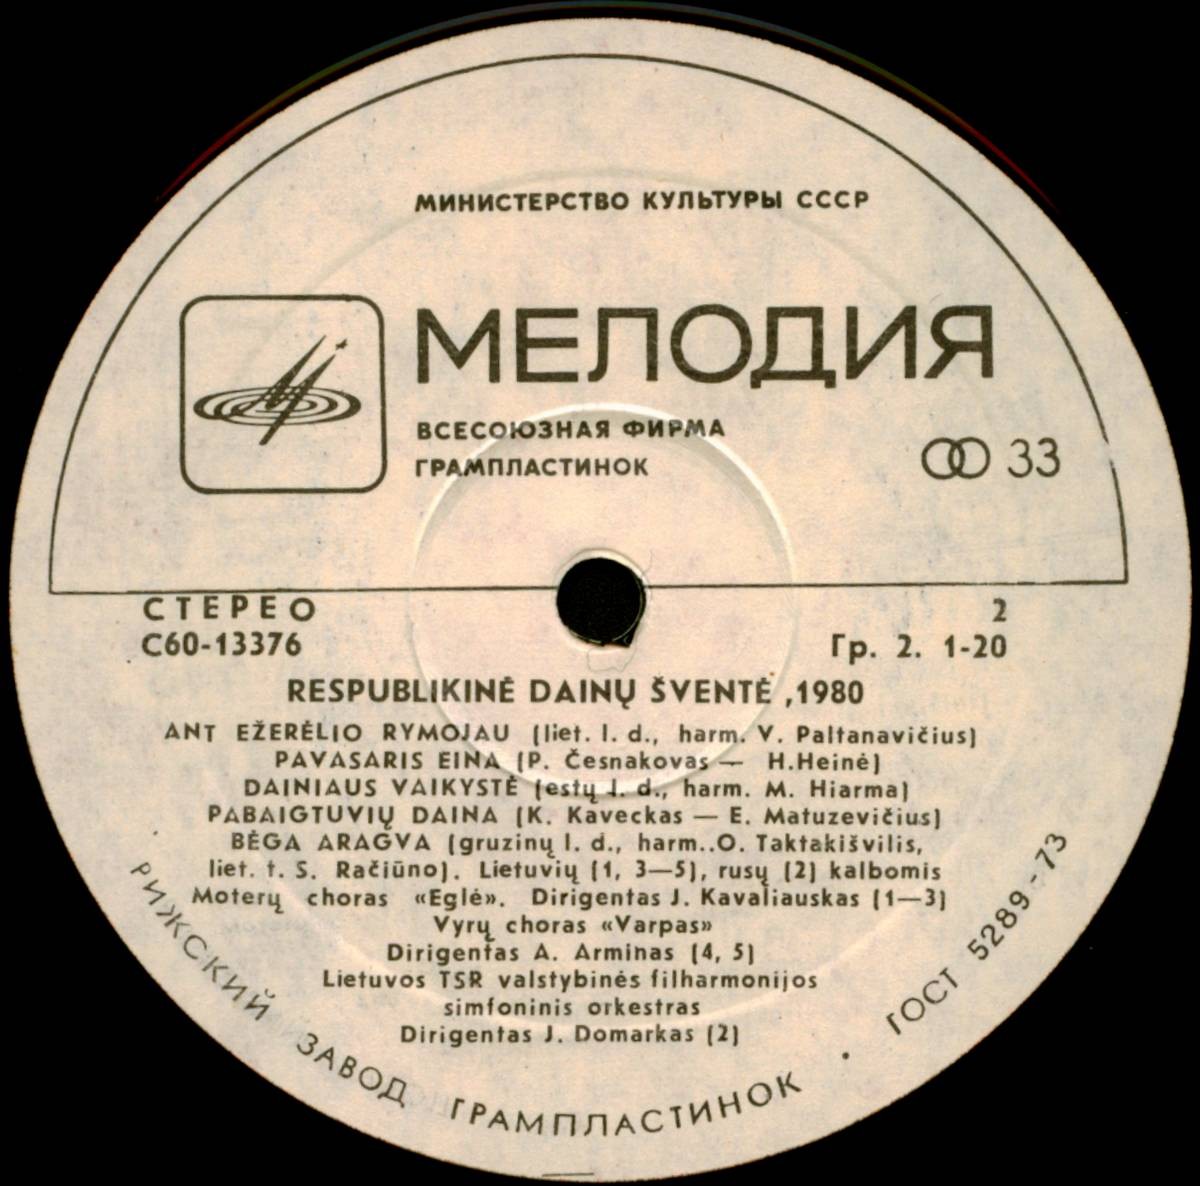 МИНИСТЕРСТВО КУЛЬТУРЫ СССР
МЕЛОДИЯ
ВСЕСОЮЗНАЯ ФИРМА
ГРАМПЛАСТИНОК
33
СТЕРЕО
2
С60-13376
Гр. 2. 1-20
RESPUBLIKINĖ DAINŲ ŠVENTĖ ,1980
ANT EŽERĖLIO RYMOJAU (liet. l. d., harm. V. Paltanavičius)
PAVASARIS EINA (P. Česnakovas — H.Heinė)
DAINIAUS VAIKYSTĖ (estų l. d., harm. M. Hiarma)
PABAIGTUVIŲ DAINA (K. Kaveckas — E. Matuzevičius)
BĖGA ARAGVA (gruzinų l. d., harm..O. Taktakišvilis,
liet. t. S. Račiūno). Lietuvių (1, 3—5), rusų (2) kalbomis
Moterų choras «Eglė». Dirigentas J. Kavaliauskas (1—3)
Vyrų choras «Varpas»
Dirigentas A. Arminas (4, 5)
Lietuvos TSR valstybinės filharmonijos
simfoninis orkestras
Dirigentas J. Domarkas (2)
РИЖСКИЙ ЗАВОД ГРАМПЛАСТИНОК · ГОСТ 5289-73